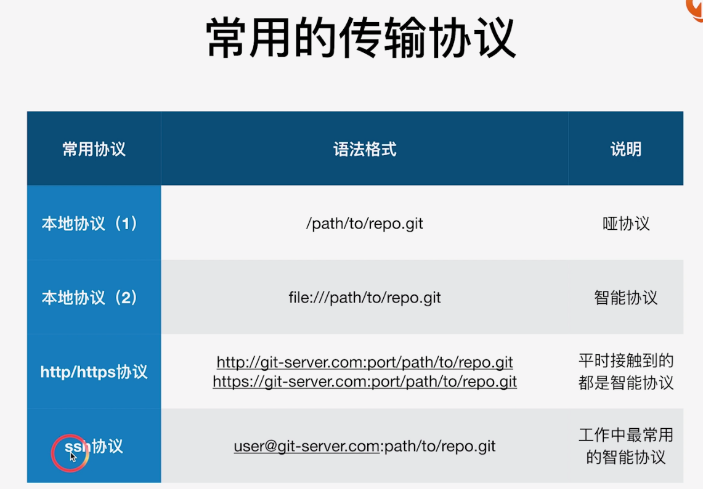 常用的传输协议
常用协议 语法格式 说明
本地协议（1） /path/to/repo.git 哑协议
本地协议（2） file:///path/to/repo.git 智能协议
http/https协议
http://git-server.com:port/path/to/repo.git
https://git-server.com:port/path/to/repo.git
平时接触到的
都是智能协议
ssh协议
user@git-server.com:path/to/repo.git
工作中最常用
的智能协议